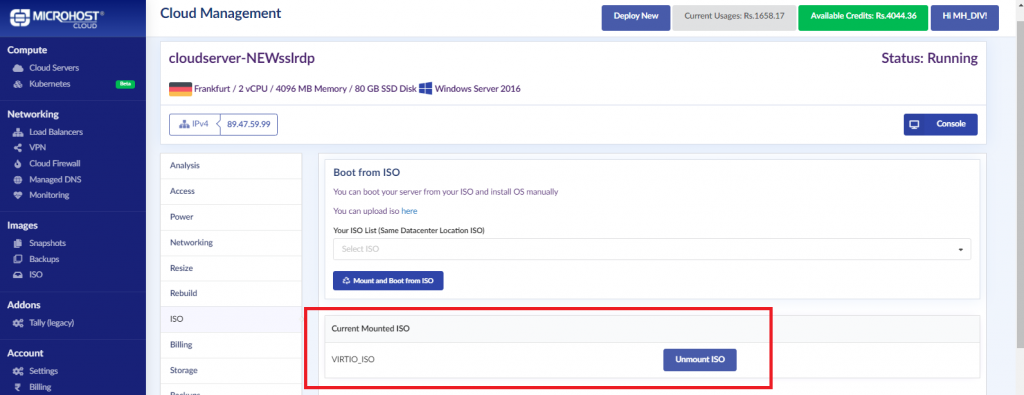 MICROHOST®
CLOUD
Compute
Cloud Servers
Kubernetes Beta
Networking
Load Balancers
VPN
Cloud Firewall
Managed DNS
Monitoring
Images
Snapshots
Backups
ISO
Addons
Tally (legacy)
Account
Settings
Billing
Cloud Management
Deploy New
Current Usages: Rs.1658.17
Available Credits: Rs.4044.36
Hi MH_DIV!
cloudserver-NEWsslrdp
Status: Running
Frankfurt / 2 vCPU / 4096 MB Memory / 80 GB SSD Disk Windows Server 2016
IPv4 89.47.59.99
Console
Analysis
Access
Power
Networking
Resize
Rebuild
ISO
Billing
Storage
Backups
Boot from ISO
You can boot your server from your ISO and install OS manually
You can upload iso here
Your ISO List (Same Datacenter Location ISO)
Select ISO
Mount and Boot from ISO
Current Mounted ISO
VIRTIO_ISO
Unmount ISO